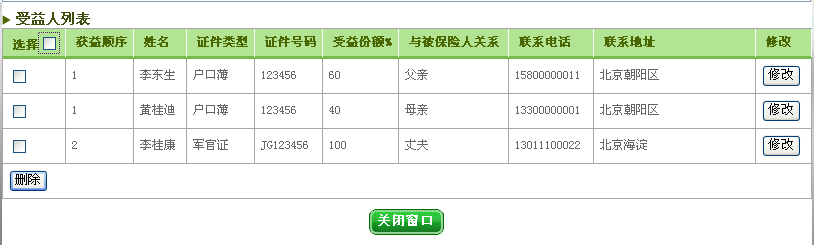 受益人列表
选择 获益顺序 姓名 证件类型 证件号码 受益份额% 与被保险人关系 联系电话 联系地址 修改
1 李东生 户口薄 123456 60 父亲 15800000011 北京朝阳区 修改
1 黄桂迪 户口薄 123456 40 母亲 13300000001 北京朝阳区 修改
2 李桂康 军官证 JG123456 100 丈夫 13011100022 北京海淀 修改
删除
关闭窗口